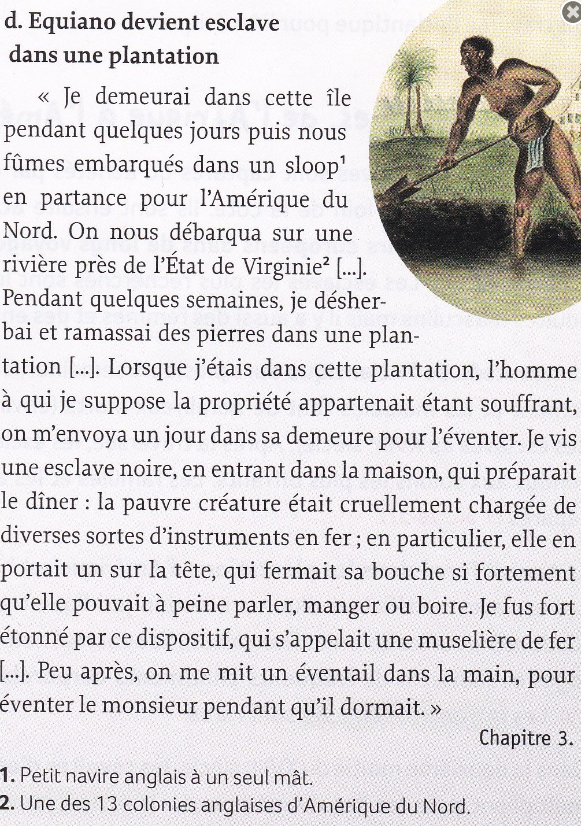 d. Equiano devient esclave
dans une plantation
« Je demeurai dans cette île
pendant quelques jours puis nous
fûmes embarqués dans un sloop¹
en partance pour l'Amérique du
Nord. On nous débarqua sur une
rivière près de l'État de Virginie² [...].
Pendant quelques semaines, je désher-
bai et ramassai des pierres dans une plan-
tation [...]. Lorsque j'étais dans cette plantation, l'homme
à qui je suppose la propriété appartenait étant souffrant,
on m'envoya un jour dans sa demeure pour l'éventer. Je vis
une esclave noire, en entrant dans la maison, qui préparait
le dîner : la pauvre créature était cruellement chargée de
diverses sortes d'instruments en fer ; en particulier, elle en
portait un sur la tête, qui fermait sa bouche si fortement
qu'elle pouvait à peine parler, manger ou boire. Je fus fort
étonné par ce dispositif, qui s'appelait une muselière de fer
[...]. Peu après, on me mit un éventail dans la main, pour
éventer le monsieur pendant qu'il dormait. »
Chapitre 3.
1. Petit navire anglais à un seul mât.
2. Une des 13 colonies anglaises d'Amérique du Nord.